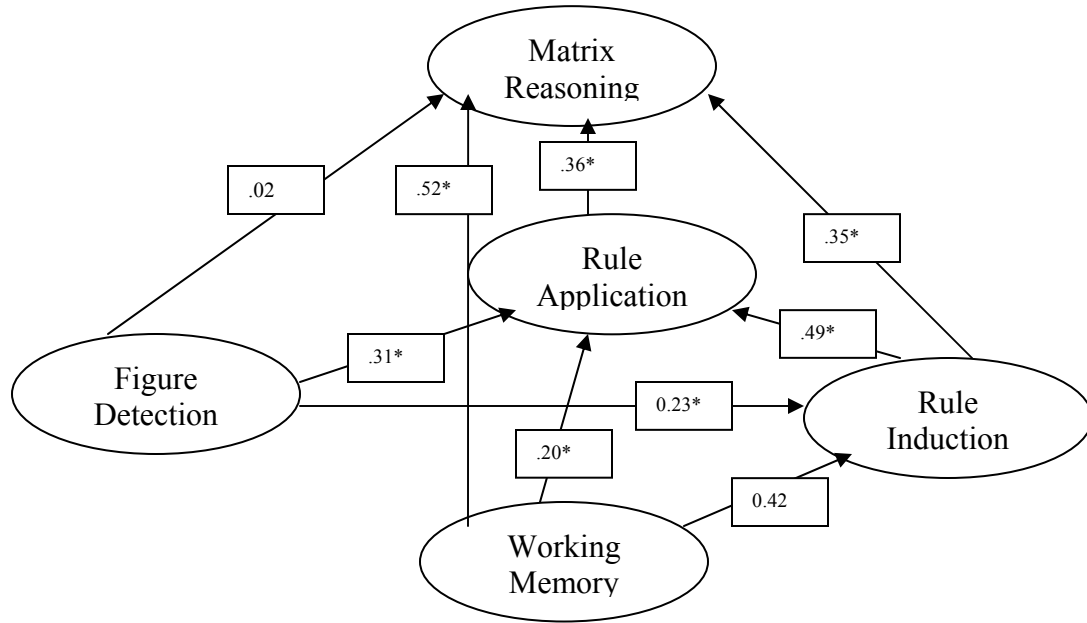 Matrix
Reasoning
.02
.52*
.36*
.35*
Rule
Application
.31*
.49*
Figure
Detection
0.23*
Rule
Induction
.20*
0.42
Working
Memory